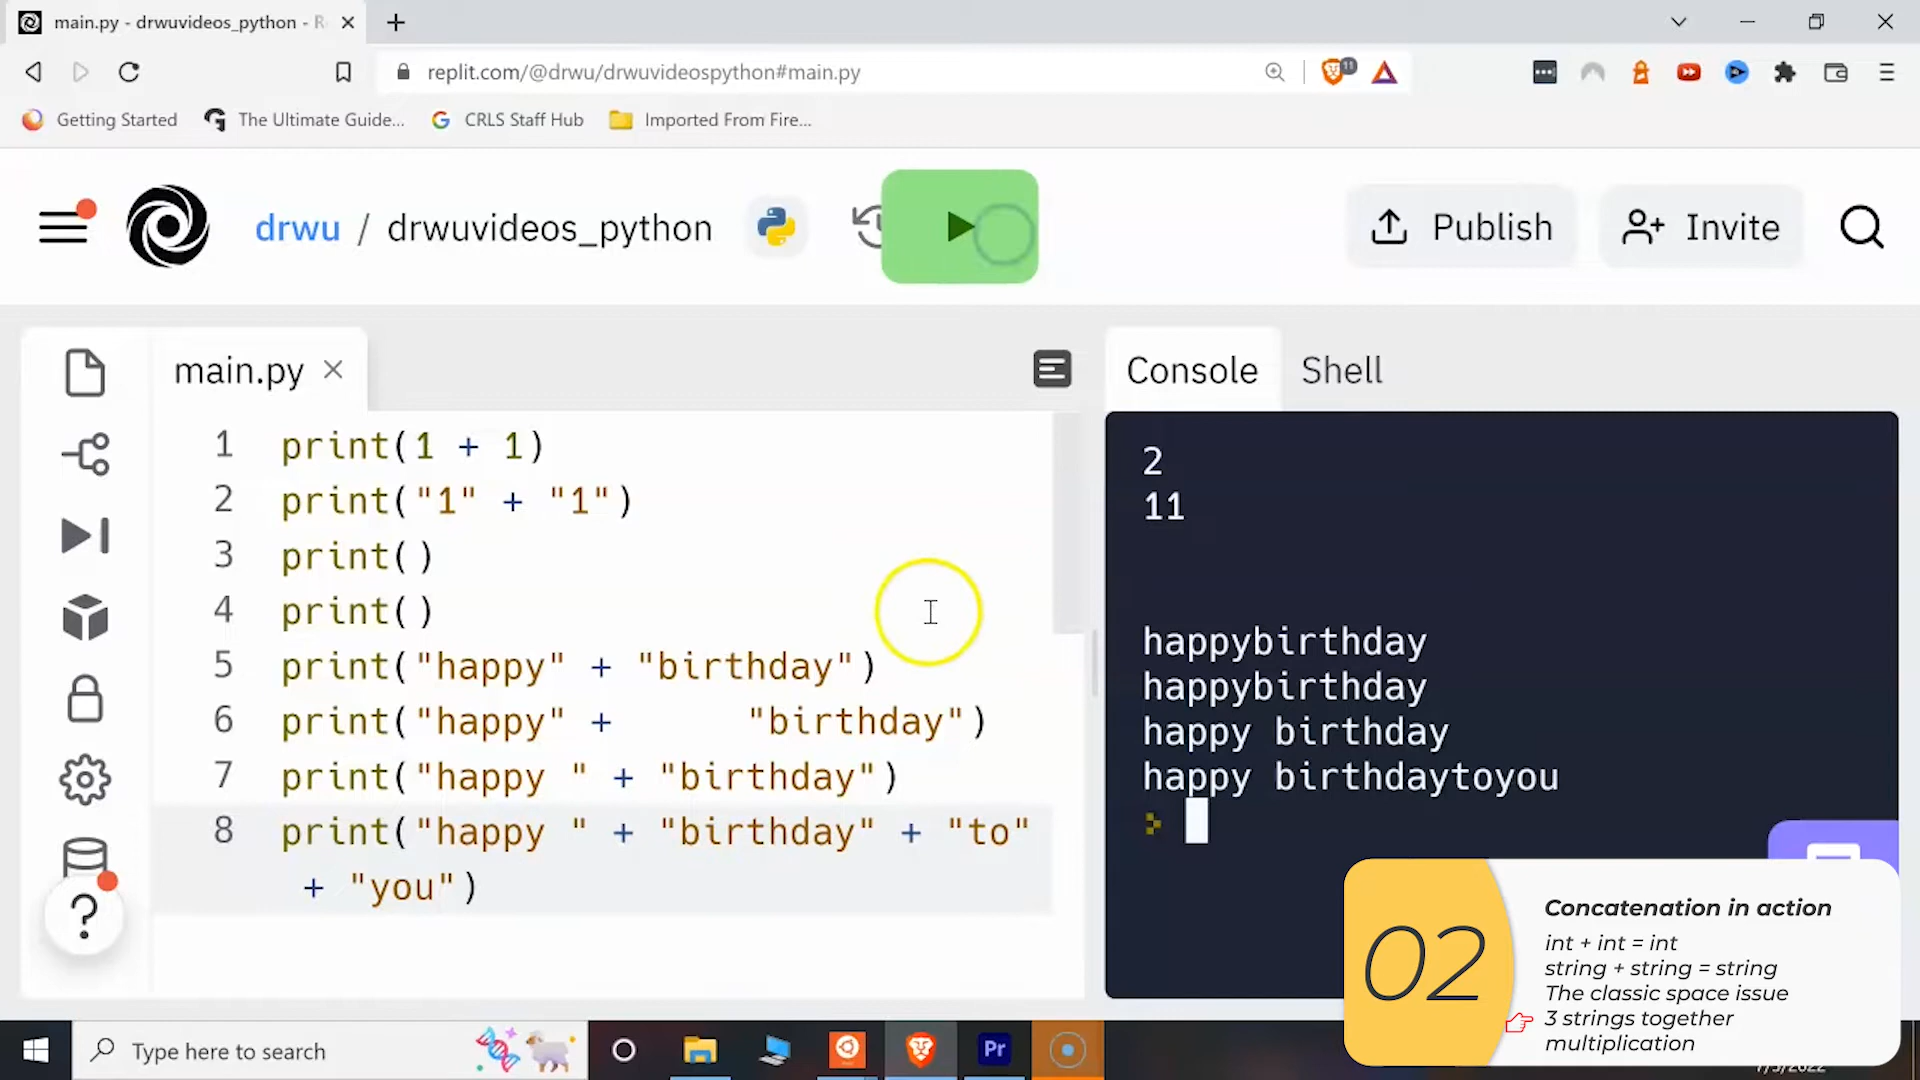 main.py - drwuvideos_python - R
replit.com/@drwu/drwuvideospython#main.py
11
Getting Started
The Ultimate Guide...
CRLS Staff Hub
Imported From Fire...
drwu / drwuvideos_python
Publish
Invite
main.py
Console
Shell
1 print(1 + 1)
2 print("1" + "1")
3 print()
4 print()
5 print("happy" + "birthday")
6 print("happy" +      "birthday")
7 print("happy " + "birthday")
8 print("happy " + "birthday" + "to"
+ "you")
2
11
happybirthday
happybirthday
happy birthday
happy birthdaytoyou
02
Concatenation in action
int + int = int
string + string = string
The classic space issue
3 strings together
multiplication
?
Type here to search
Pr